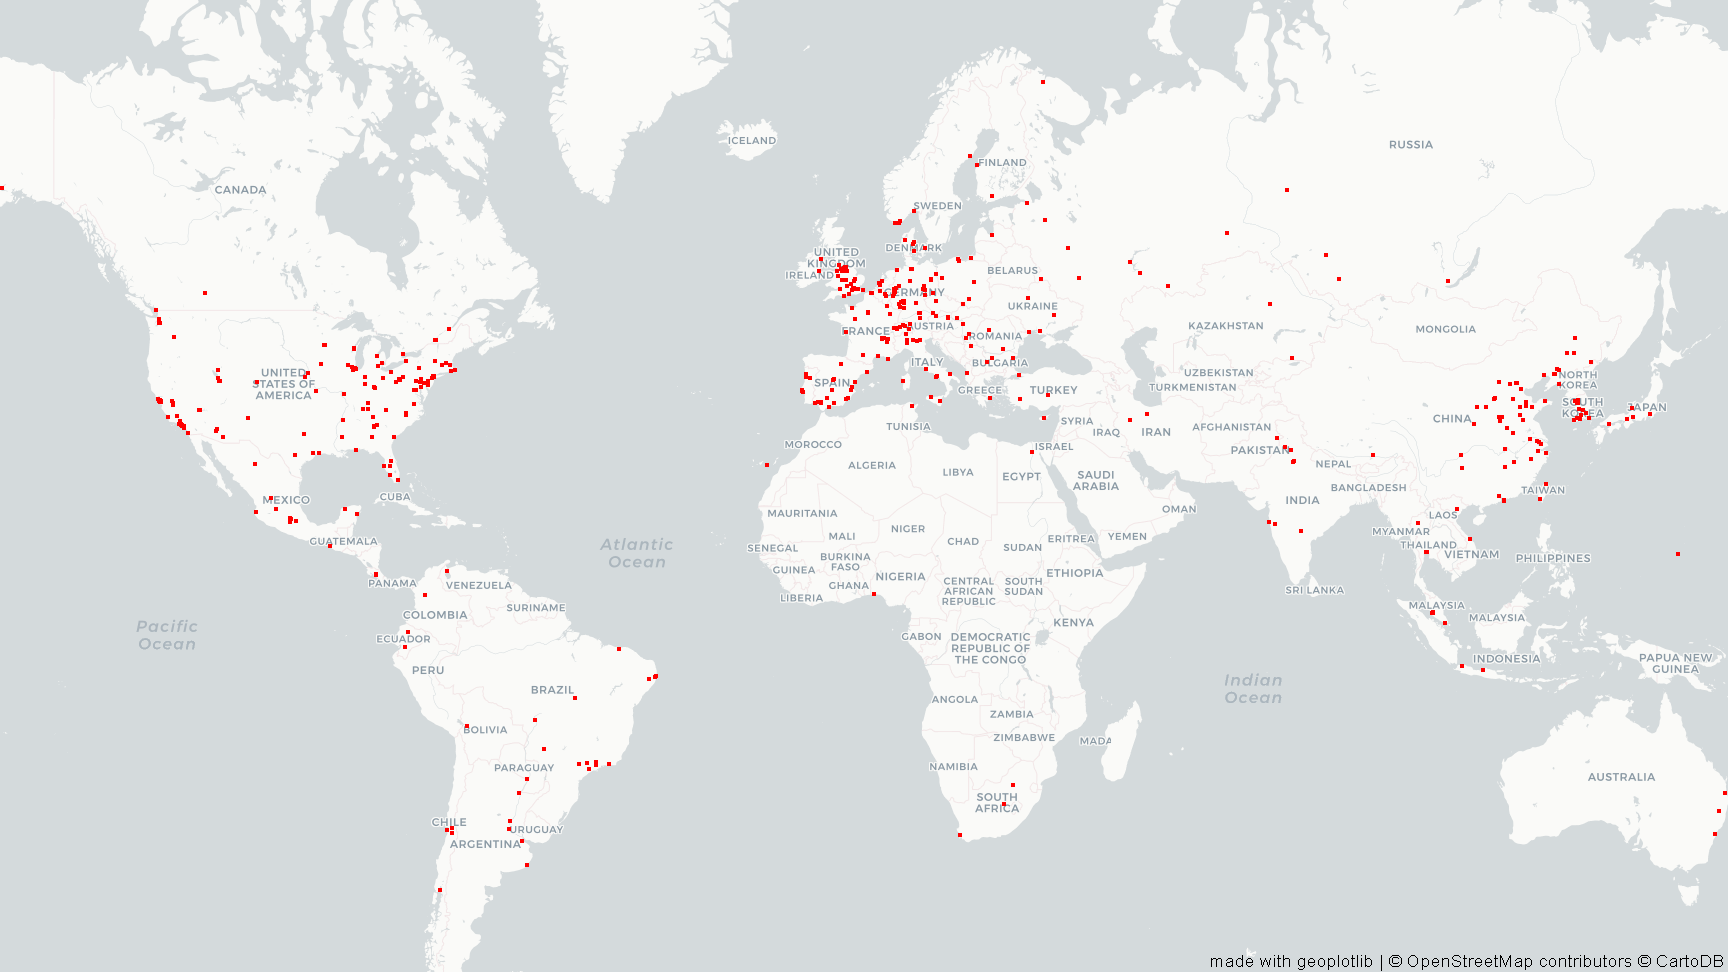 ICELAND
RUSSIA
FINLAND
CANADA
SWEDEN
UNITED
KINGDOM
DENMARK
IRELAND
BELARUS
GERMANY
UKRAINE
KAZAKHSTAN
MONGOLIA
FRANCE
AUSTRIA
ROMANIA
ITALY
BULGARIA
UNITED
STATES OF
AMERICA
UZBEKISTAN
NORTH
KOREA
SPAIN
GREECE
TURKEY
TURKMENISTAN
SOUTH
KOREA
JAPAN
CHINA
TUNISIA
SYRIA
IRAQ
IRAN
AFGHANISTAN
MOROCCO
ISRAEL
PAKISTAN
ALGERIA
LIBYA
EGYPT
SAUDI
ARABIA
NEPAL
BANGLADESH
TAIWAN
MEXICO
CUBA
INDIA
OMAN
MAURITANIA
LAOS
MALI
NIGER
CHAD
SUDAN
ERITREA
YEMEN
MYANMAR
THAILAND
VIETNAM
PHILIPPINES
GUATEMALA
Atlantic
Ocean
SENEGAL
BURKINA
FASO
GUINEA
GHANA
NIGERIA
ETHIOPIA
CENTRAL
AFRICAN
REPUBLIC
SOUTH
SUDAN
LIBERIA
SRI LANKA
PANAMA
VENEZUELA
SURINAME
COLOMBIA
MALAYSIA
MALAYSIA
Pacific
Ocean
ECUADOR
KENYA
GABON
DEMOCRATIC
REPUBLIC OF
THE CONGO
INDONESIA
PAPUA NEW
GUINEA
PERU
BRAZIL
Indian
Ocean
ANGOLA
ZAMBIA
BOLIVIA
ZIMBABWE
MADA
PARAGUAY
NAMIBIA
AUSTRALIA
SOUTH
AFRICA
CHILE
URUGUAY
ARGENTINA
made with geoplotlib | © OpenStreetMap contributors © CartoDB